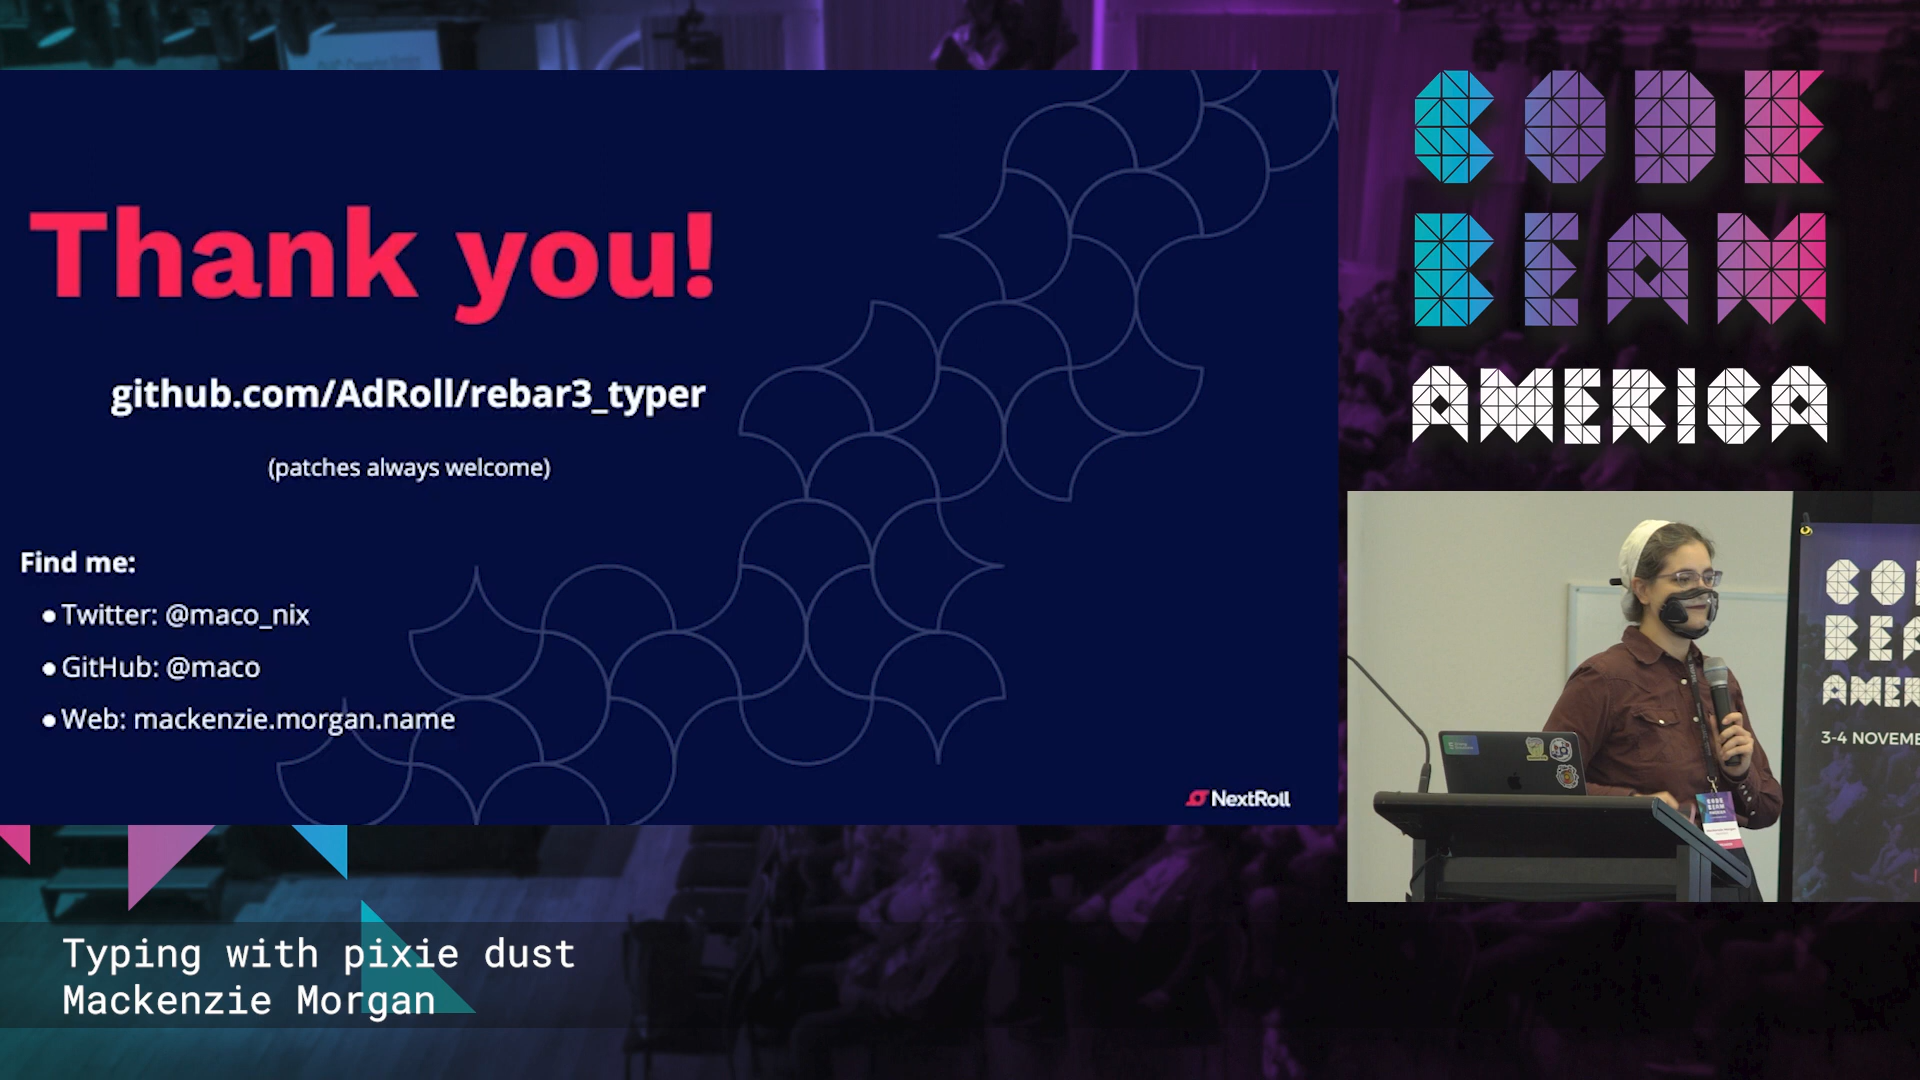 Thank you!
github.com/AdRoll/rebar3_typer
(patches always welcome)
Find me:
Twitter: @maco_nix
GitHub: @maco
Web: mackenzie.morgan.name
NextRoll
CODE
BEAM
AMERICA
3-4 NOVEMBE
Typing with pixie dust
Mackenzie Morgan